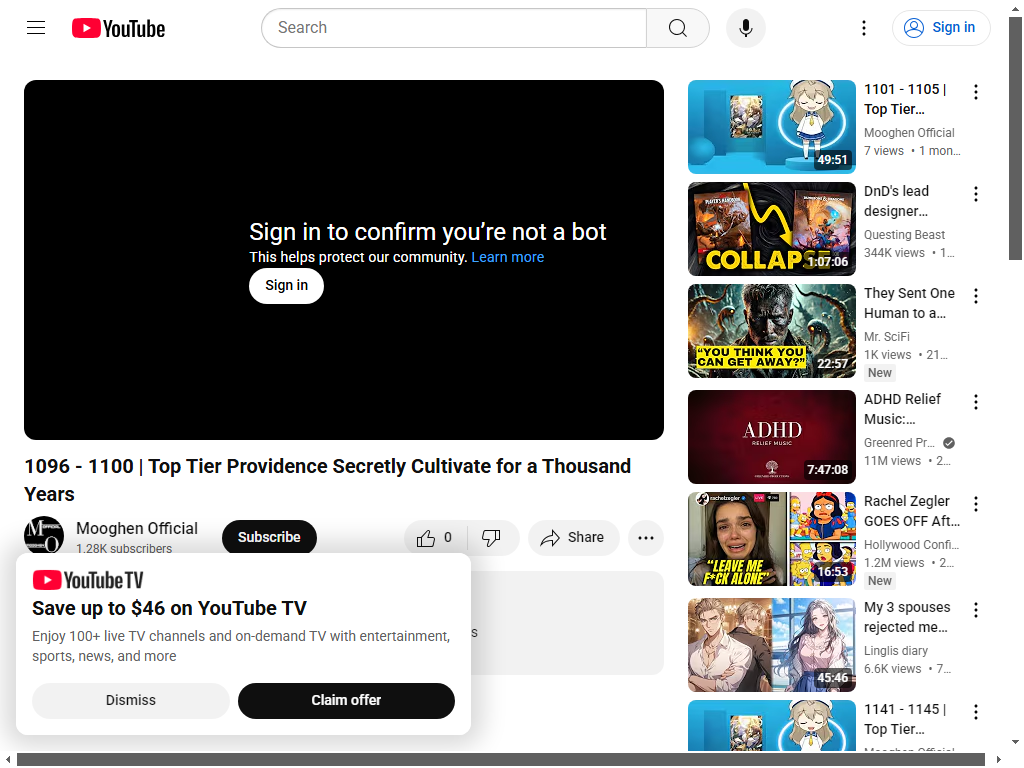 YouTube
Search
Sign in
Sign in to confirm you’re not a bot
This helps protect our community. Learn more
Sign in
1096 - 1100 | Top Tier Providence Secretly Cultivate for a Thousand
Years
Mooghen Official
1.28K subscribers
Subscribe
0
Share
YouTube TV
Save up to $46 on YouTube TV
Enjoy 100+ live TV channels and on-demand TV with entertainment,
sports, news, and more
Dismiss
Claim offer
49:51
1101 - 1105 |
Top Tier…
Mooghen Official
7 views • 1 mon…
COLLAPSE
1:07:06
DnD's lead
designer…
Questing Beast
344K views • 1…
“YOU THINK YOU
CAN GET AWAY?”
22:57
They Sent One
Human to a…
Mr. SciFi
1K views • 21…
New
ADHD
RELIEF MUSIC
7:47:08
ADHD Relief
Music:…
Greenred Pr…
11M views • 2…
rachelzegler
LIVE
"LEAVE ME
F*CK ALONE"
16:53
Rachel Zegler
GOES OFF Aft…
Hollywood Confi…
1.2M views • 2…
New
45:46
My 3 spouses
rejected me…
Linglis diary
6.6K views • 7…
1141 - 1145 |
Top Tier…
Mooghen Official